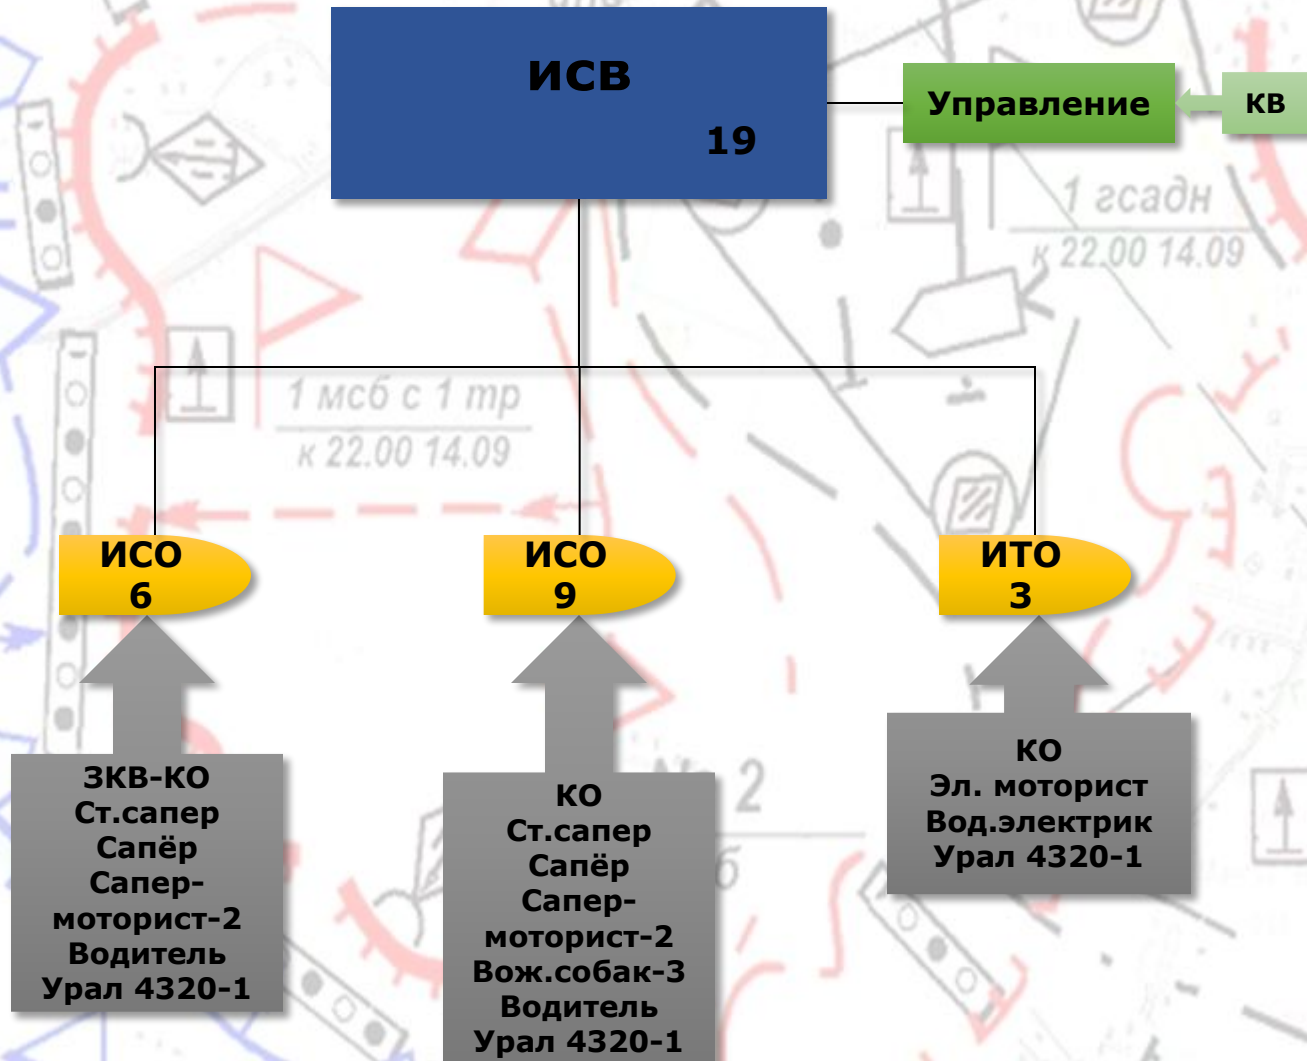 ИСВ
19
Управление
КВ
1 гсадн
к 22.00 14.09
1 мсб с 1 тр
к 22.00 14.09
ИСО
6
ИСО
9
ИТО
3
ЗКВ-КО
Ст.сапер
Сапёр
Сапер-
моторист-2
Водитель
Урал 4320-1
КО
Ст.сапер
Сапёр
Сапер-
моторист-2
Вож.собак-3
Водитель
Урал 4320-1
КО
Эл. моторист
Вод.электрик
Урал 4320-1
2
б